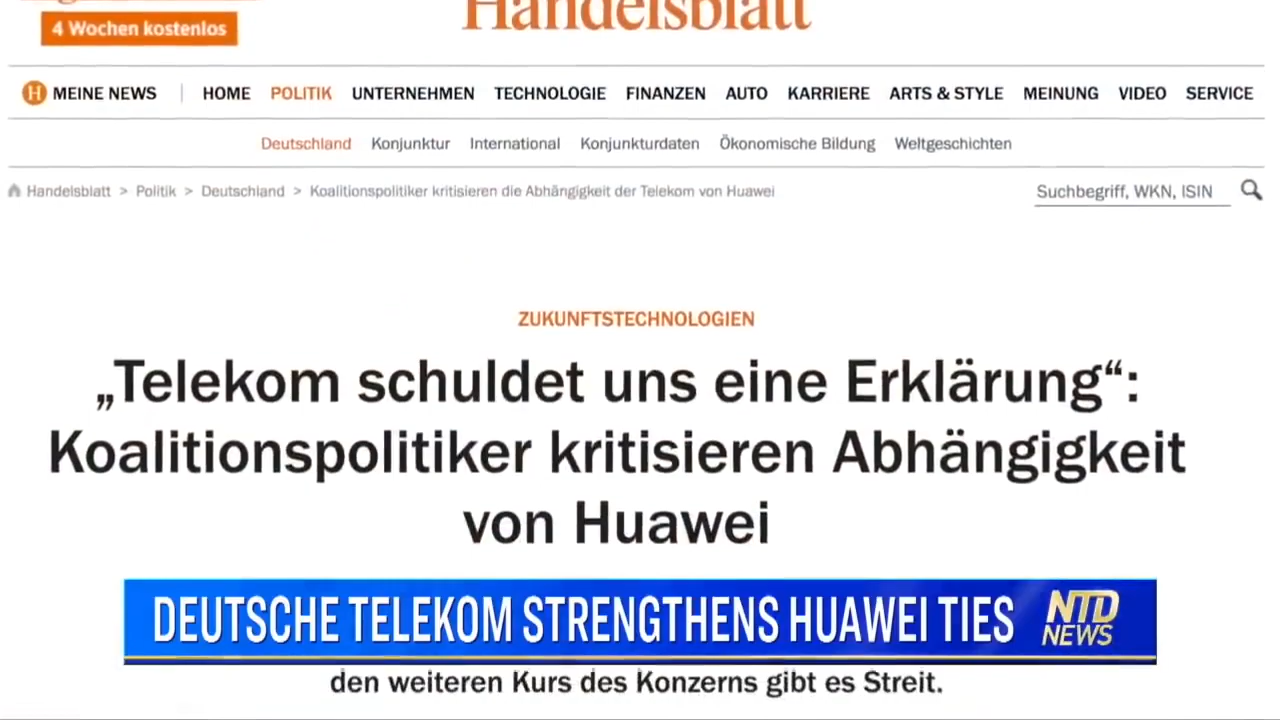 4 Wochen kostenlos
Handelsblatt
H MEINE NEWS | HOME POLITIK UNTERNEHMEN TECHNOLOGIE FINANZEN AUTO KARRIERE ARTS & STYLE MEINUNG VIDEO SERVICE
Deutschland Konjunktur International Konjunkturdaten Ökonomische Bildung Weltgeschichten
Handelsblatt > Politik > Deutschland > Koalitionspolitiker kritisieren die Abhängigkeit der Telekom von Huawei
Suchbegriff, WKN, ISIN
ZUKUNFTSTECHNOLOGIEN
„Telekom schuldet uns eine Erklärung“:
Koalitionspolitiker kritisieren Abhängigkeit
von Huawei
DEUTSCHE TELEKOM STRENGTHENS HUAWEI TIES
NTD
NEWS
den weiteren Kurs des Konzerns gibt es Streit.